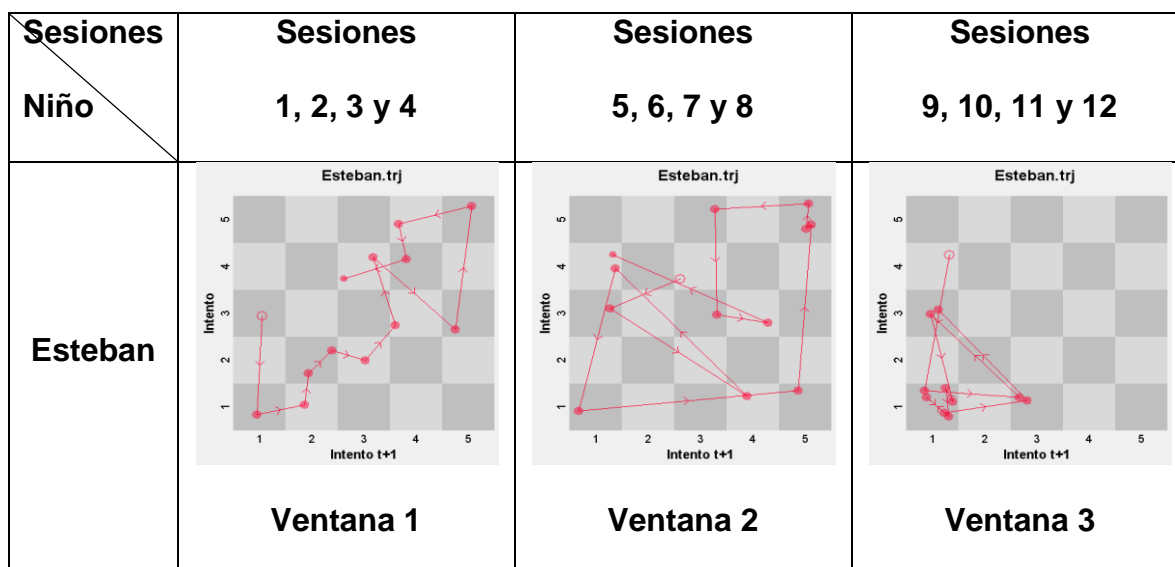 Sesiones
Niño
Sesiones
1, 2, 3 y 4
Sesiones
5, 6, 7 y 8
Sesiones
9, 10, 11 y 12
Esteban
Esteban.trj
5
4
3
2
1
Intento
1 2 3 4 5
Intento t+1
Ventana 1
Esteban.trj
5
4
3
2
1
Intento
1 2 3 4 5
Intento t+1
Ventana 2
Esteban.trj
5
4
3
2
1
Intento
1 2 3 4 5
Intento t+1
Ventana 3